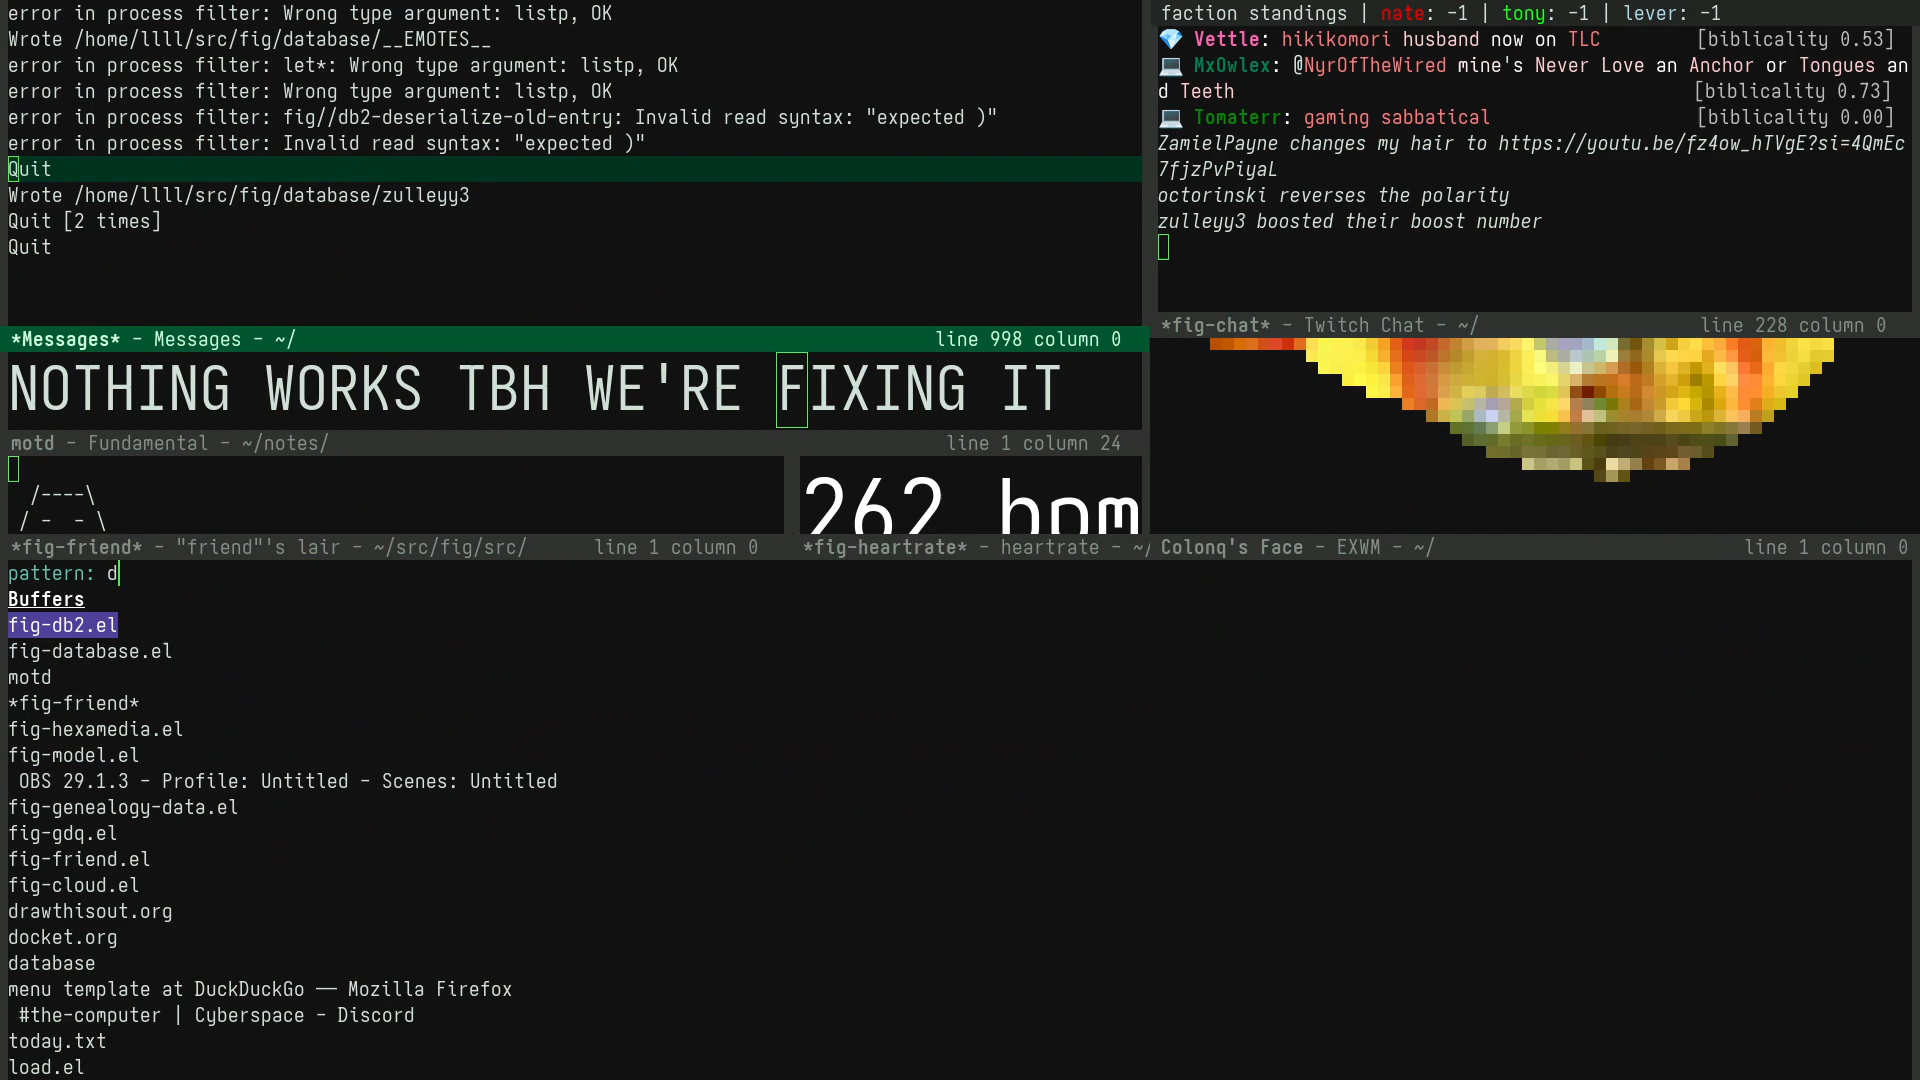 error in process filter: Wrong type argument: listp, OK
Wrote /home/llll/src/fig/database/__EMOTES__
error in process filter: let*: Wrong type argument: listp, OK
error in process filter: Wrong type argument: listp, OK
error in process filter: fig//db2-deserialize-old-entry: Invalid read syntax: "expected )"
error in process filter: Invalid read syntax: "expected )"
Quit
Wrote /home/llll/src/fig/database/zulleyy3
Quit [2 times]
Quit
*Messages* - Messages - ~/ line 998 column 0
NOTHING WORKS TBH WE'RE FIXING IT
motd - Fundamental - ~/notes/ line 1 column 24
/----\
/ -  - \
*fig-friend* - "friend"'s lair - ~/src/fig/src/ line 1 column 0
262 bpm
*fig-heartrate* - heartrate - ~/
faction standings | nate: -1 | tony: -1 | lever: -1
💎 Vettle: hikikomori husband now on TLC [biblicality 0.53]
💻 MxOwlex: @NyrOfTheWired mine's Never Love an Anchor or Tongues an
d Teeth [biblicality 0.73]
💻 Tomaterr: gaming sabbatical [biblicality 0.00]
ZamielPayne changes my hair to https://youtu.be/fz4ow_hTVgE?si=4QmEc
7fjzPvPiyaL
octorinski reverses the polarity
zulleyy3 boosted their boost number
*fig-chat* - Twitch Chat - ~/ line 228 column 0
Colonq's Face - EXWM - ~/ line 1 column 0
pattern: d
Buffers
fig-db2.el
fig-database.el
motd
*fig-friend*
fig-hexamedia.el
fig-model.el
OBS 29.1.3 - Profile: Untitled - Scenes: Untitled
fig-genealogy-data.el
fig-gdq.el
fig-friend.el
fig-cloud.el
drawthisout.org
docket.org
database
menu template at DuckDuckGo — Mozilla Firefox
#the-computer | Cyberspace - Discord
today.txt
load.el